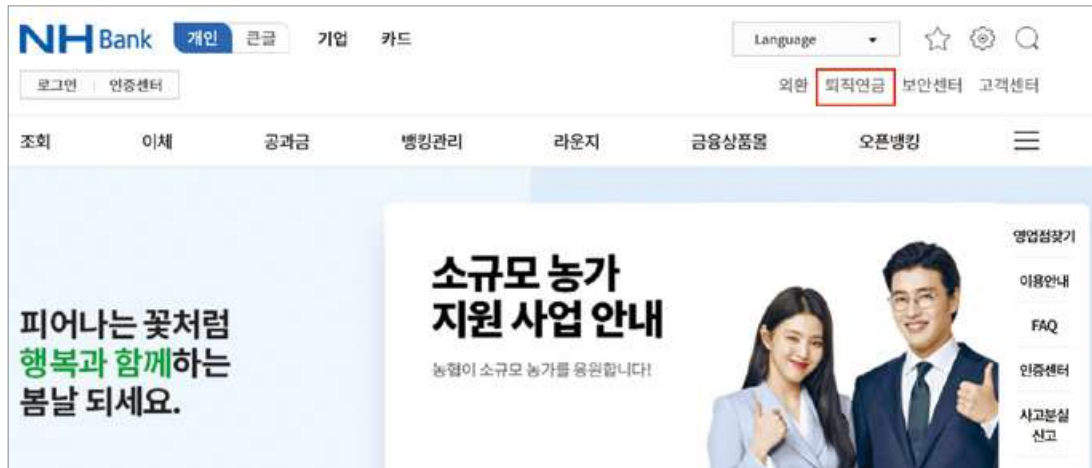 NH Bank 개인 큰글 기업 카드 Language
로그인 인증센터 외환 퇴직연금 보안센터 고객센터
조회 이체 공과금 뱅킹관리 라운지 금융상품몰 오픈뱅킹
피어나는 꽃처럼
행복과 함께하는
봄날 되세요.
소규모 농가
지원 사업 안내
농협이 소규모 농가를 응원합니다!
영업점찾기
이용안내
FAQ
인증센터
사고분실
신고